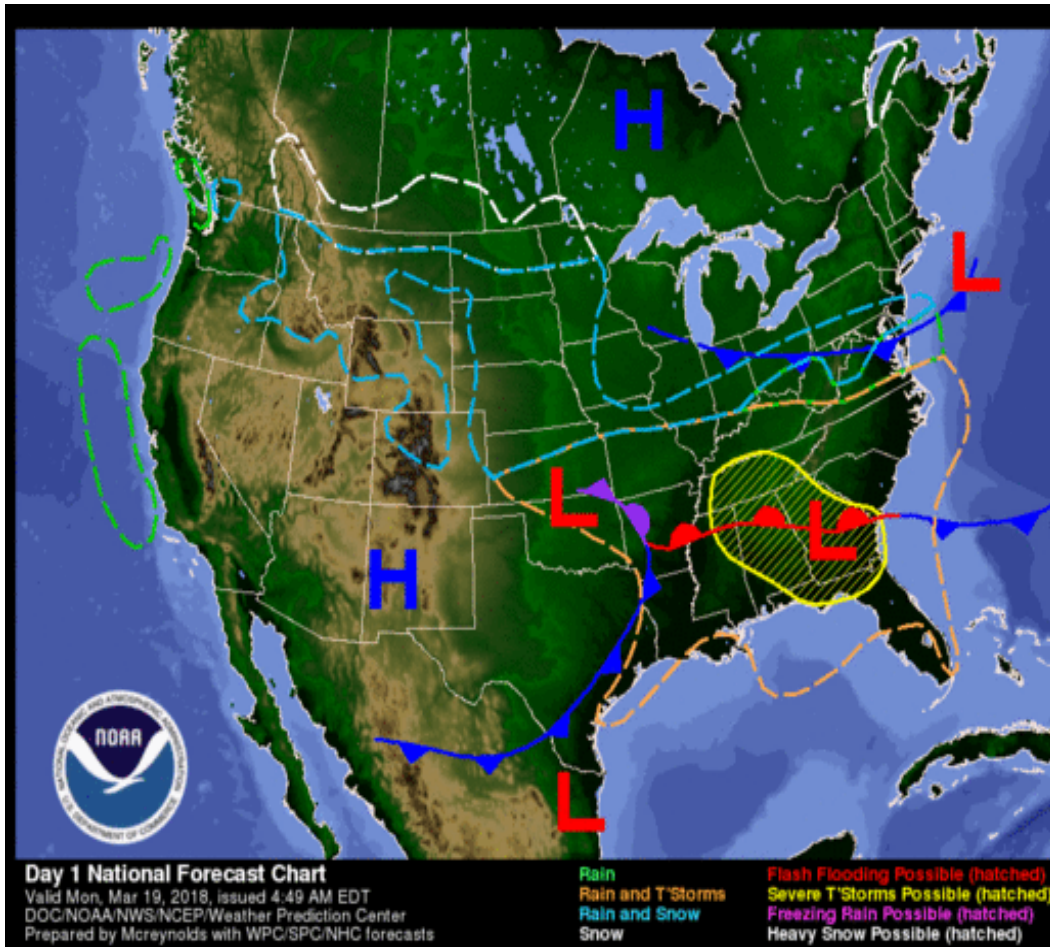 H
L
L
L
H
L
NOAA
NATIONAL OCEANIC AND ATMOSPHERIC ADMINISTRATION
U.S. DEPARTMENT OF COMMERCE
Day 1 National Forecast Chart
Valid Mon, Mar 19, 2018, issued 4:49 AM EDT
DOC/NOAA/NWS/NCEP/Weather Prediction Center
Prepared by Mcreynolds with WPC/SPC/NHC forecasts
Rain
Rain and T'Storms
Rain and Snow
Snow
Flash Flooding Possible (hatched)
Severe T'Storms Possible (hatched)
Freezing Rain Possible (hatched)
Heavy Snow Possible (hatched)